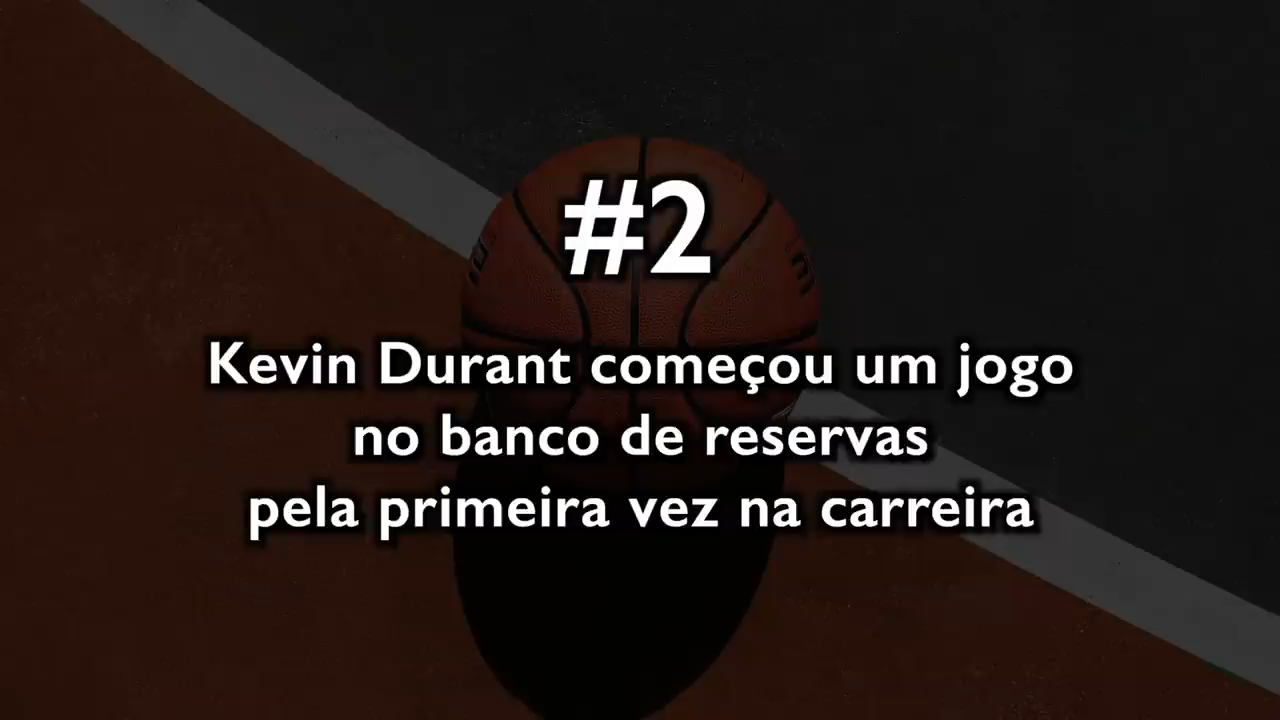 #2
Kevin Durant começou um jogo
no banco de reservas
pela primeira vez na carreira